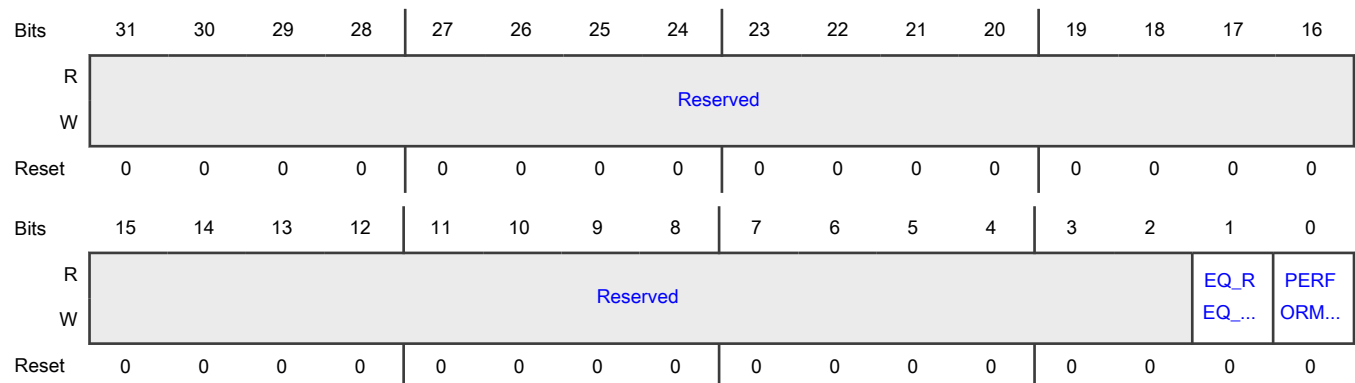 Bits 31 30 29 28 27 26 25 24 23 22 21 20 19 18 17 16
R
Reserved
W
Reset 0 0 0 0 0 0 0 0 0 0 0 0 0 0 0 0
Bits 15 14 13 12 11 10 9 8 7 6 5 4 3 2 1 0
R EQ_R PERF
Reserved
W EQ_... ORM...
Reset 0 0 0 0 0 0 0 0 0 0 0 0 0 0 0 0